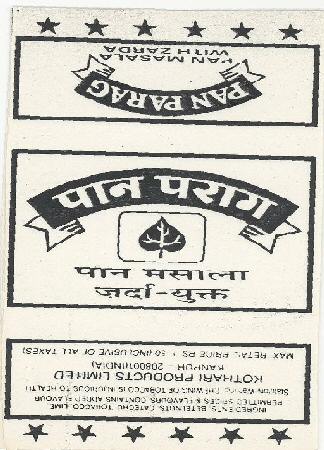 PAN PARAG
PAN MASALA
WITH ZARDA
पान पराग
पान मसाला
ज़र्दा-युक्त
INGREDIENTS: BETELNUTS, CATECHU, TOBACCO, LIME,
PERMITTED SPICES & FLAVOURS. CONTAINS ADDED FLAVOUR
Statutory Warning: CHEWING OF TOBACCO IS INJURIOUS TO HEALTH
KOTHARI PRODUCTS LIMITED
KANPUR - 208001 (INDIA)
MAX RETAIL PRICE RS 1.50 (INCLUSIVE OF ALL TAXES)